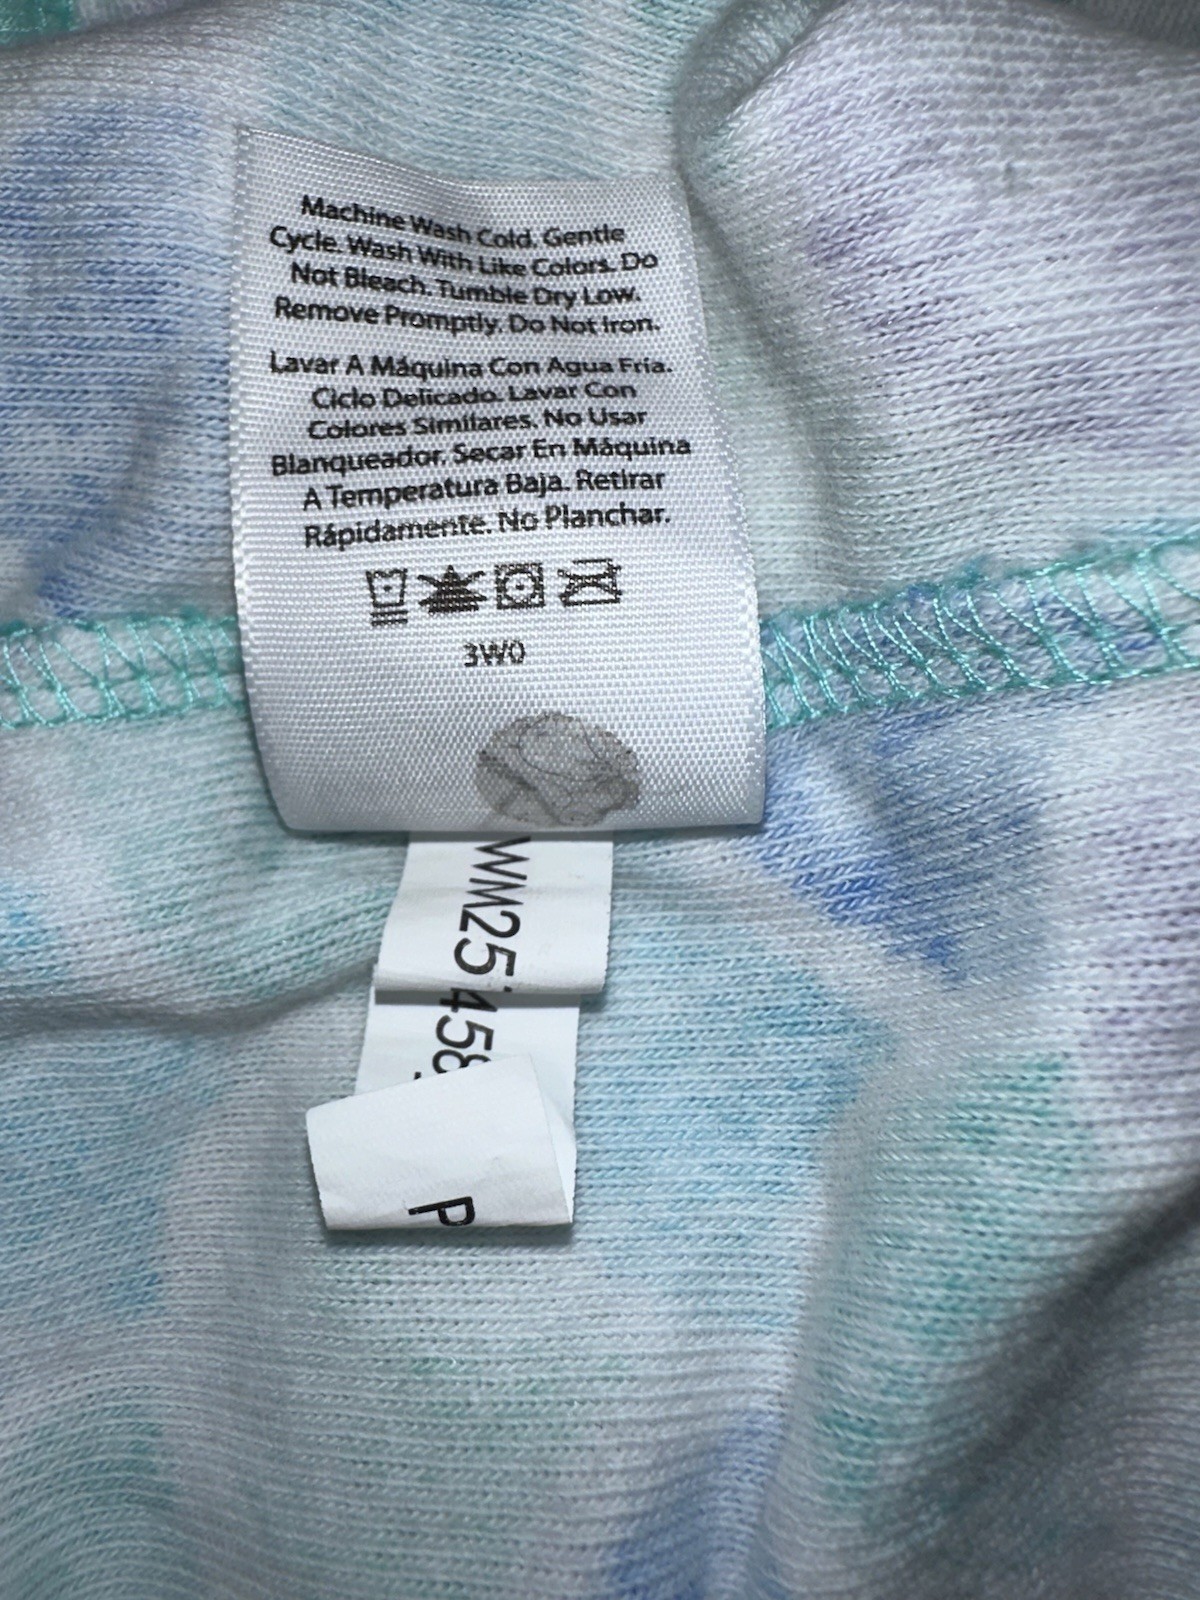 Machine Wash Cold. Gentle
Cycle. Wash With Like Colors. Do
Not Bleach. Tumble Dry Low.
Remove Promptly. Do Not Iron.
Lavar A Máquina Con Agua Fría.
Ciclo Delicado. Lavar Con
Colores Similares. No Usar
Blanqueador. Secar En Máquina
A Temperatura Baja. Retirar
Rápidamente. No Planchar.
3W0
WM25
458
P